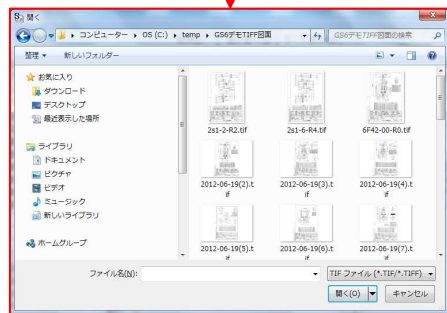 開く
コンピューター ▸ OS (C:) ▸ temp ▸ GS6デモTIFF図面
GS6デモTIFF図面の検索
整理 新しいフォルダー
お気に入り
ダウンロード
デスクトップ
最近表示した場所
ライブラリ
ドキュメント
ピクチャ
ビデオ
ミュージック
新しいライブラリ
ホームグループ
2s1-2-R2.tif 2s1-6-R4.tif 6F42-00-R0.tif
2012-06-19(2).t 2012-06-19(3).t 2012-06-19(4).t
if if if
2012-06-19(5).t 2012-06-19(6).t 2012-06-19(7).t
ファイル名(N): TIF ファイル (*.TIF/*.TIFF)
開く(O) キャンセル